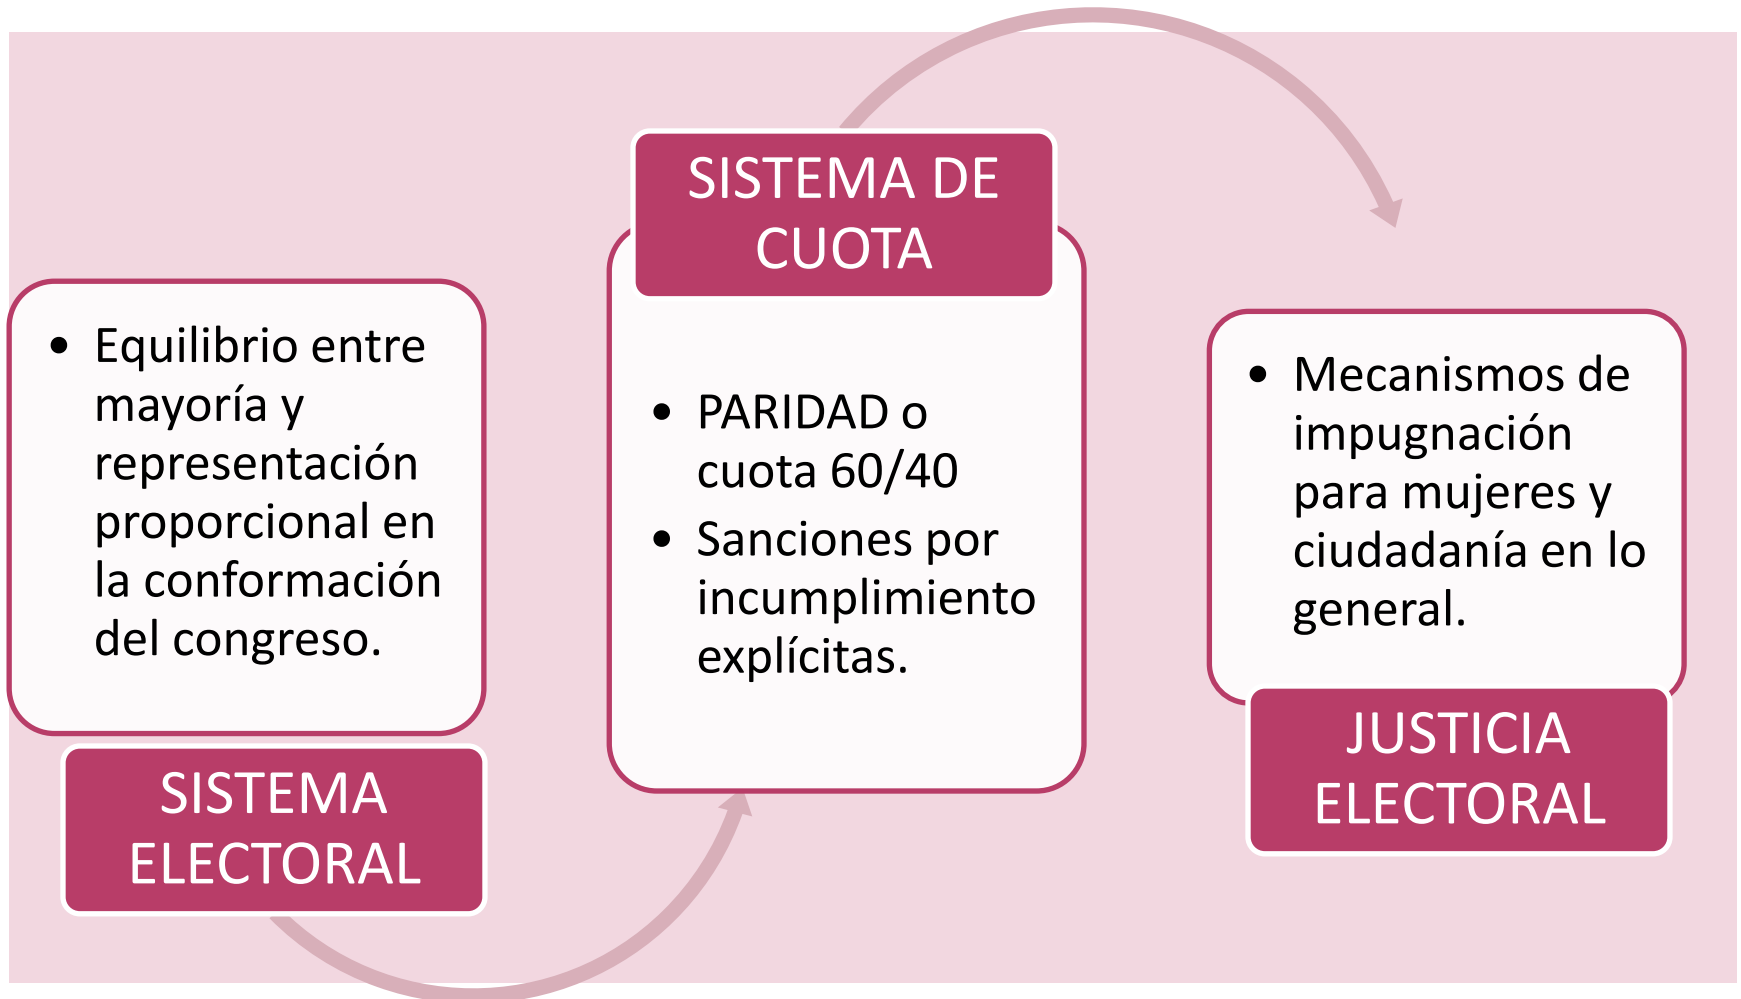 • Equilibrio entre
mayoría y
representación
proporcional en
la conformación
del congreso.
SISTEMA
ELECTORAL
SISTEMA DE
CUOTA
• PARIDAD o
cuota 60/40
• Sanciones por
incumplimiento
explícitas.
• Mecanismos de
impugnación
para mujeres y
ciudadanía en lo
general.
JUSTICIA
ELECTORAL